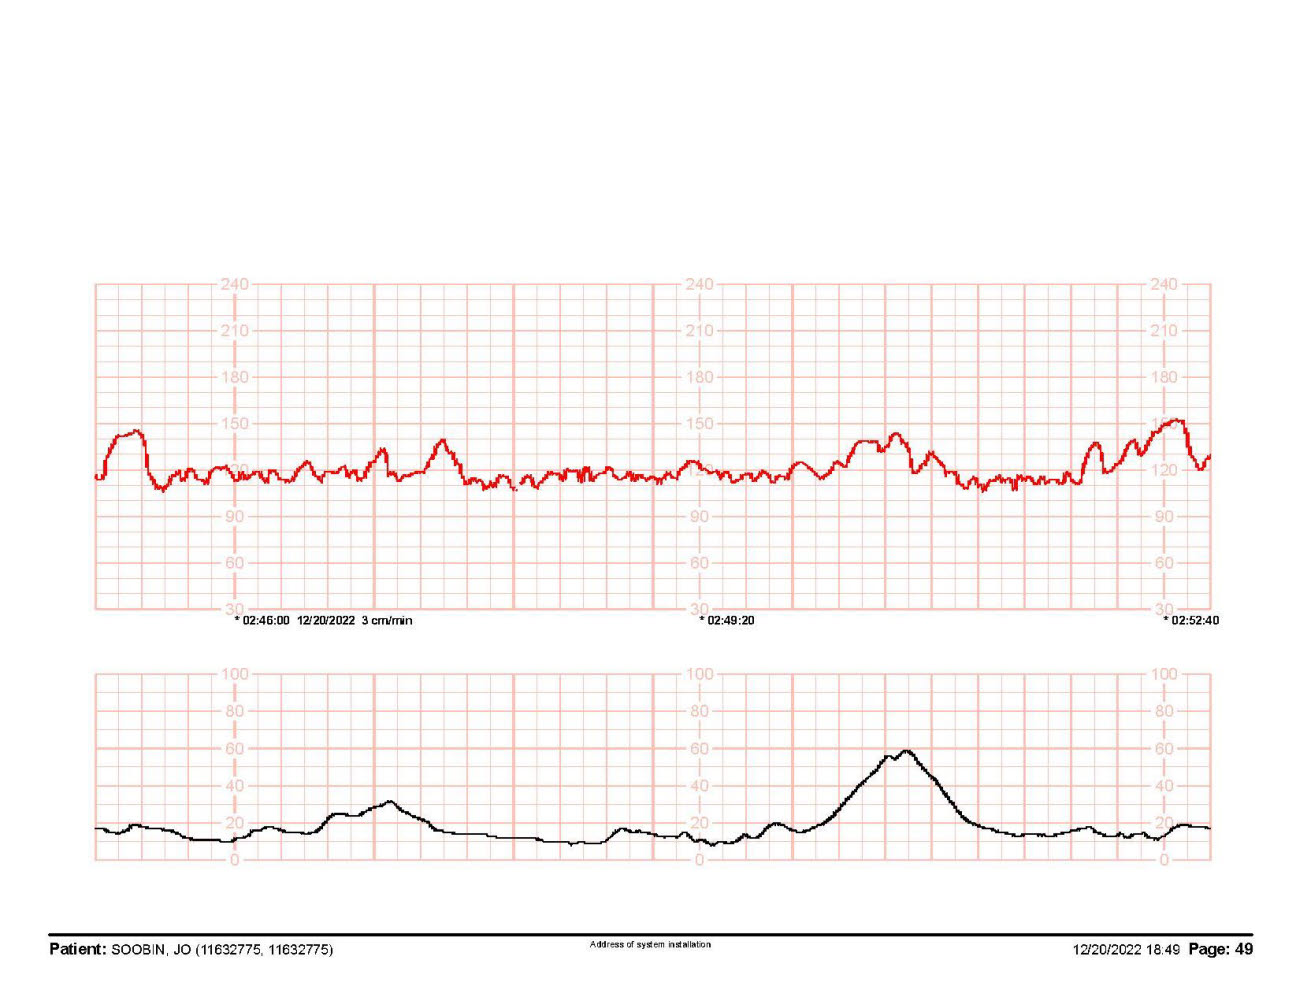 240 240 240
210 210 210
180 180 180
150 150 150
120 120 120
90 90 90
60 60 60
30 30 30
* 02:46:00 12/20/2022 3 cm/min * 02:49:20 * 02:52:40
100 100 100
80 80 80
60 60 60
40 40 40
20 20 20
0 0 0
Patient: SOOBIN, JO (11632775, 11632775) Address of system installation 12/20/2022 18:49 Page: 49